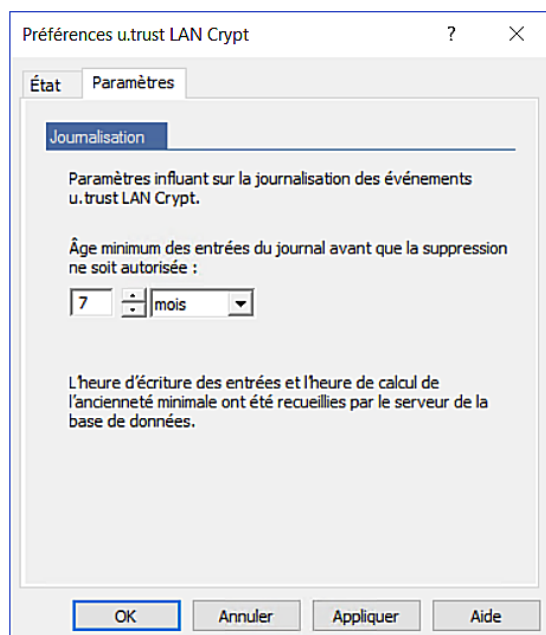 Préférences u.trust LAN Crypt ?
État Paramètres
Journalisation
Paramètres influant sur la journalisation des événements
u.trust LAN Crypt.
Âge minimum des entrées du journal avant que la suppression
ne soit autorisée :
7 mois
L'heure d'écriture des entrées et l'heure de calcul de
l'ancienneté minimale ont été recueillies par le serveur de la
base de données.
OK Annuler Appliquer Aide